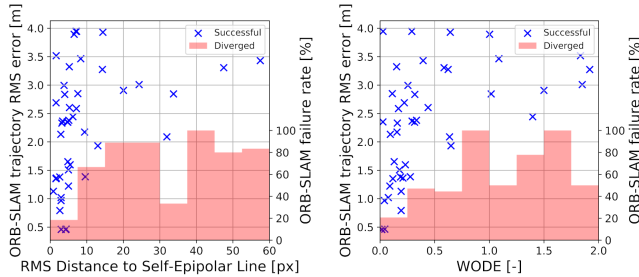 ORB-SLAM trajectory RMS error [m]
4.0
3.5
3.0
2.5
2.0
1.5
1.0
0.5
Successful
Diverged
100
80
60
40
20
0
ORB-SLAM failure rate [%]
0 10 20 30 40 50 60
RMS Distance to Self-Epipolar Line [px]
ORB-SLAM trajectory RMS error [m]
4.0
3.5
3.0
2.5
2.0
1.5
1.0
0.5
Successful
Diverged
100
80
60
40
20
0
ORB-SLAM failure rate [%]
0.0 0.5 1.0 1.5 2.0
WODE [-]